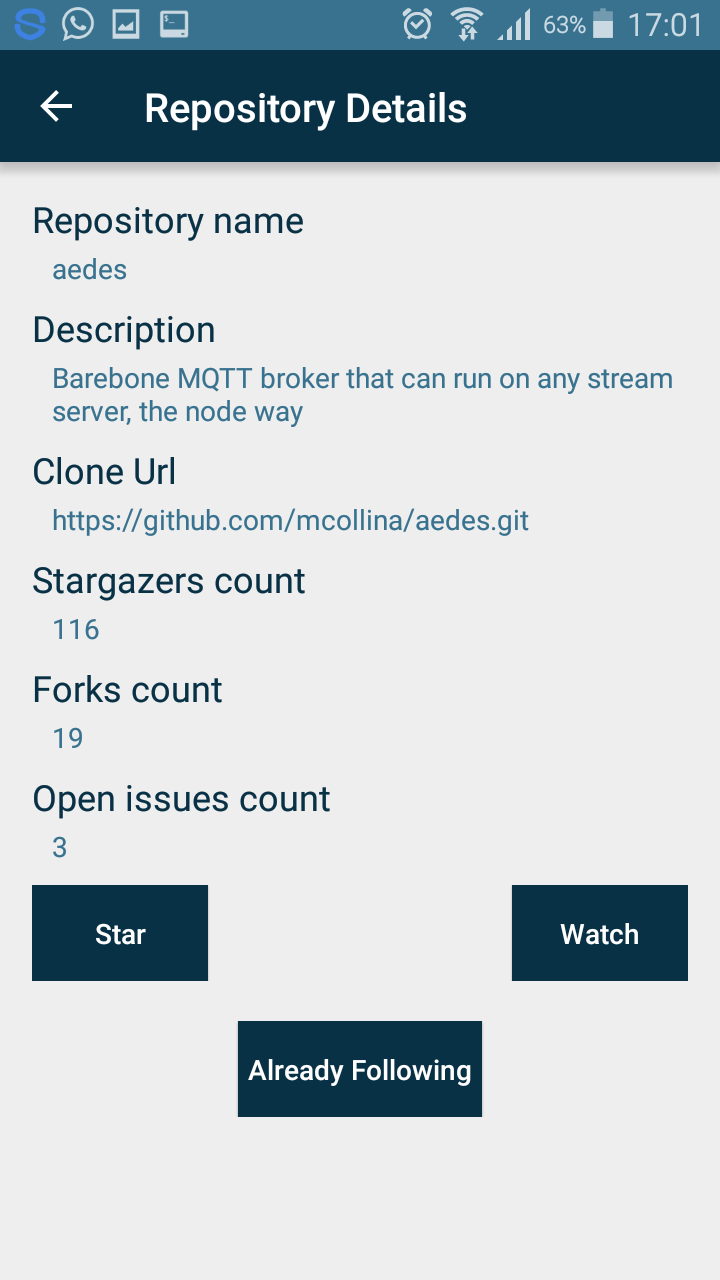 63% 17:01
Repository Details
Repository name
aedes
Description
Barebone MQTT broker that can run on any stream
server, the node way
Clone Url
https://github.com/mcollina/aedes.git
Stargazers count
116
Forks count
19
Open issues count
3
Star Watch
Already Following